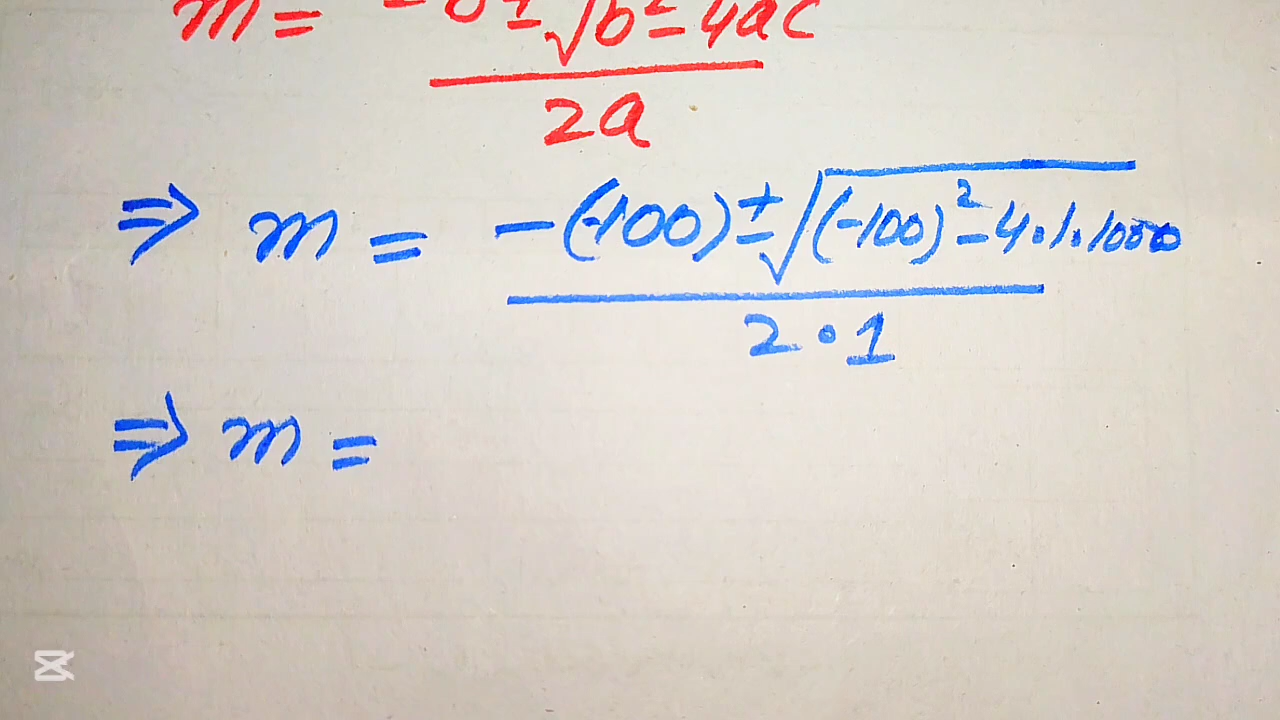 m = -b ± √b² - 4ac
2a
⇒ m = -(-100) ± √(-100)² - 4.1.1000
2 • 1
⇒ m =